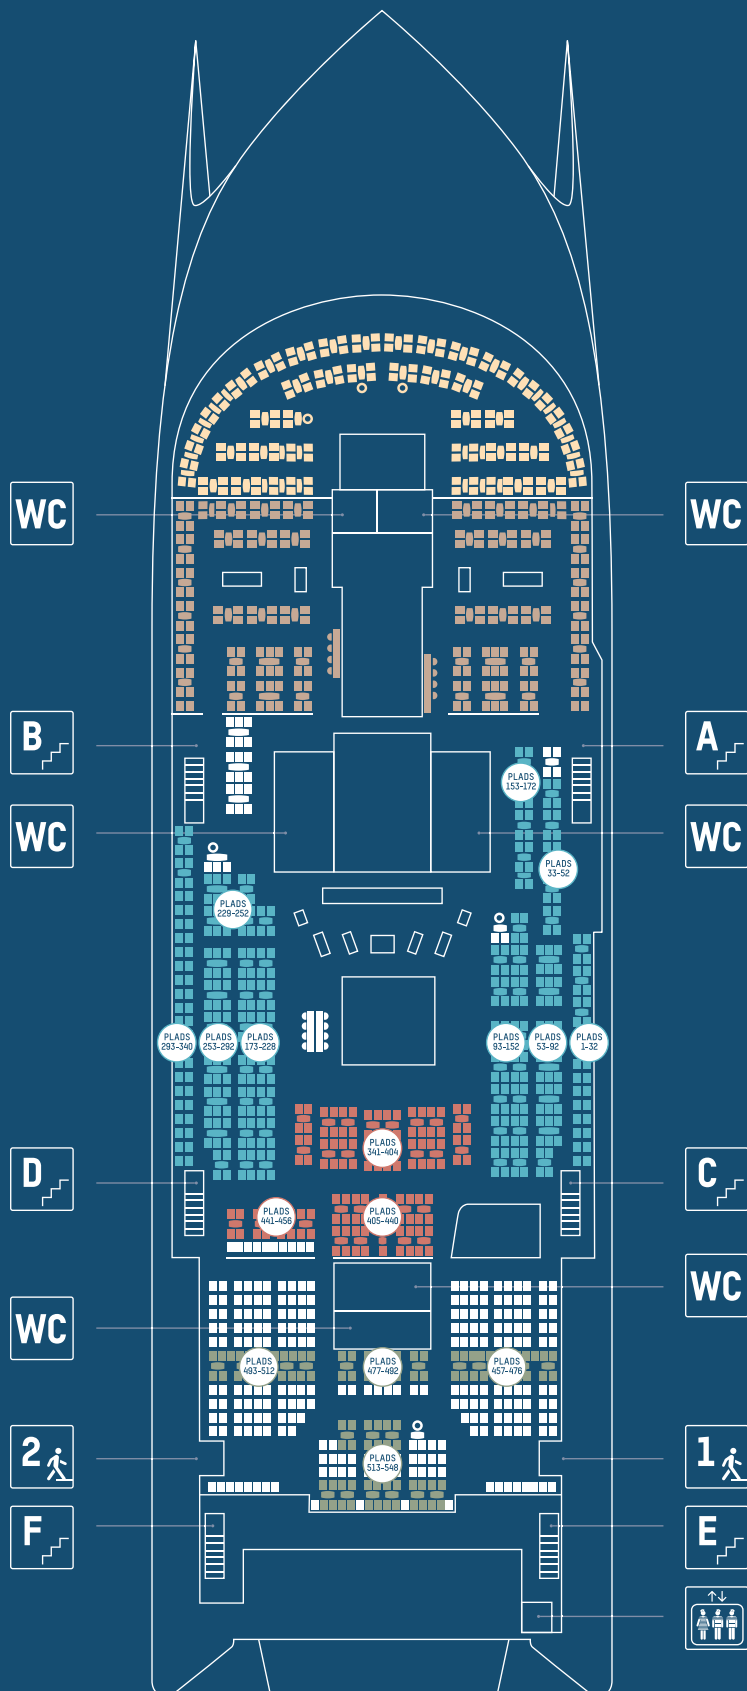 WC
WC
B
A
PLADS
153-172
WC
WC
PLADS
33-52
PLADS
229-252
PLADS
293-340
PLADS
253-292
PLADS
173-228
PLADS
93-152
PLADS
53-92
PLADS
1-32
PLADS
341-404
D
C
PLADS
441-456
PLADS
405-440
WC
WC
PLADS
493-512
PLADS
477-492
PLADS
457-476
2
1
PLADS
513-548
F
E